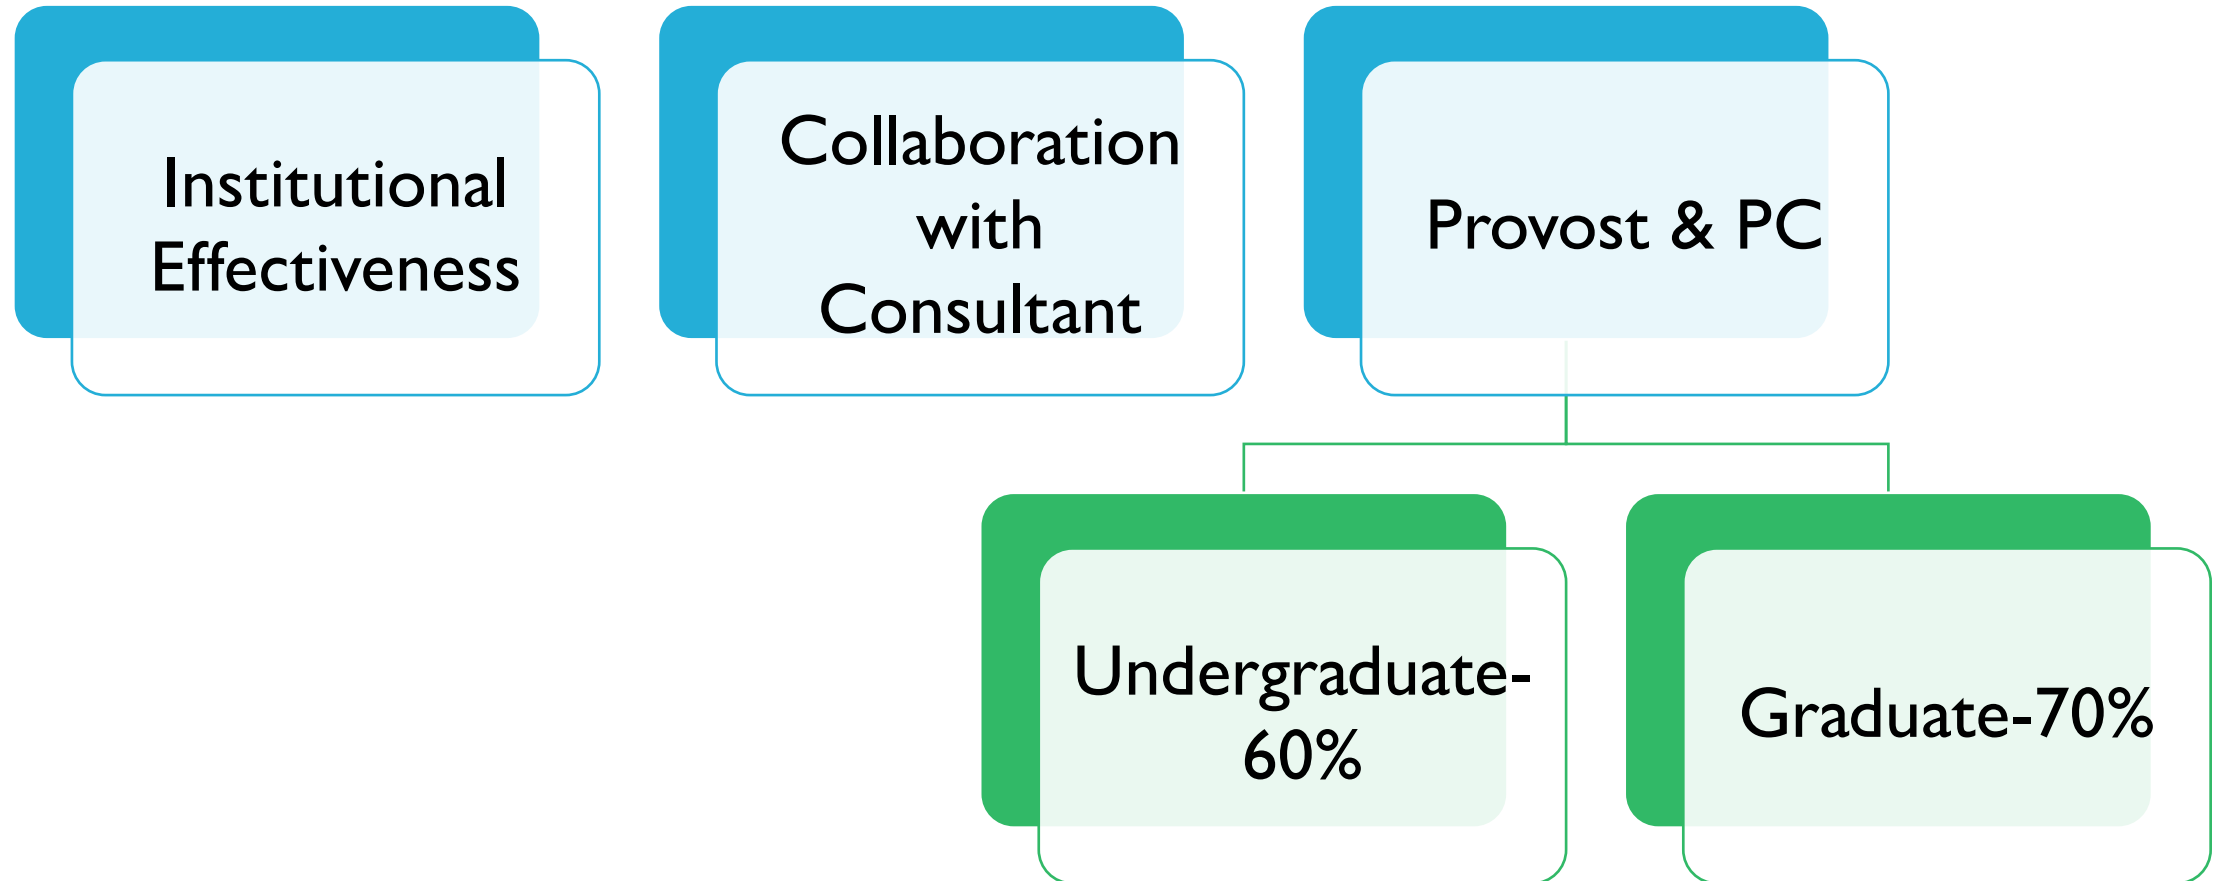 Institutional
Effectiveness
Collaboration
with
Consultant
Provost & PC
Undergraduate-
60%
Graduate-70%